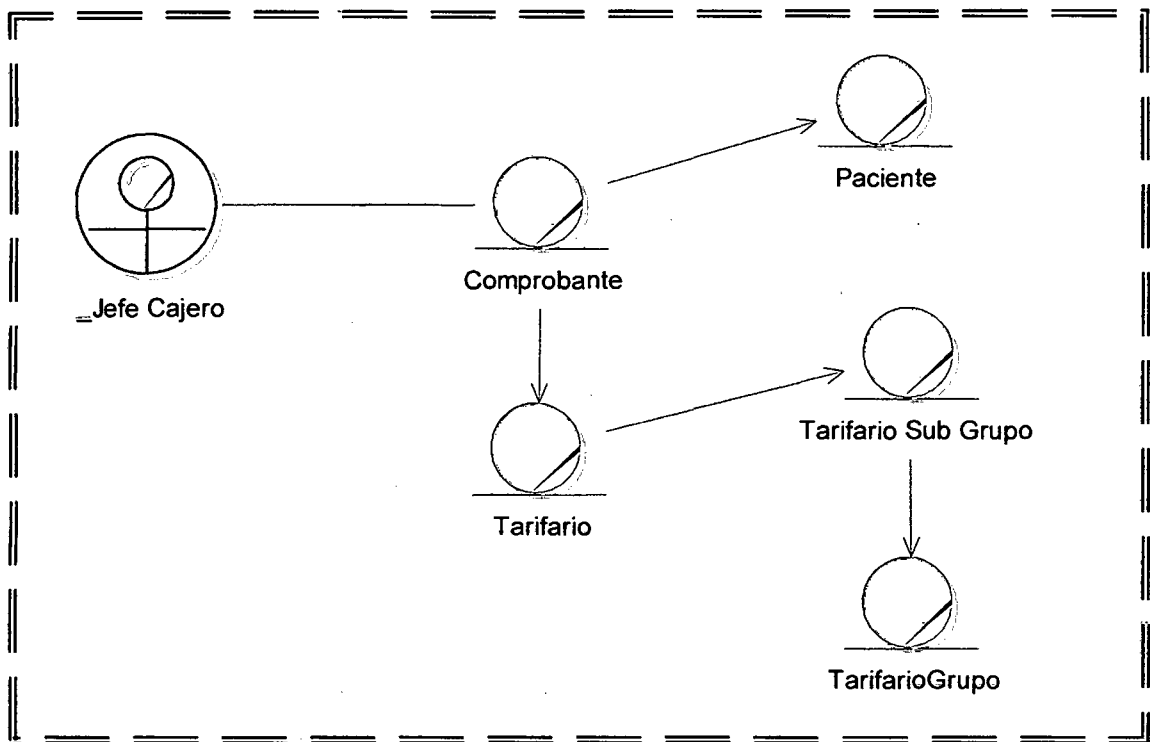 Paciente
Comprobante
_Jefe Cajero
Tarifario Sub Grupo
Tarifario
TarifarioGrupo